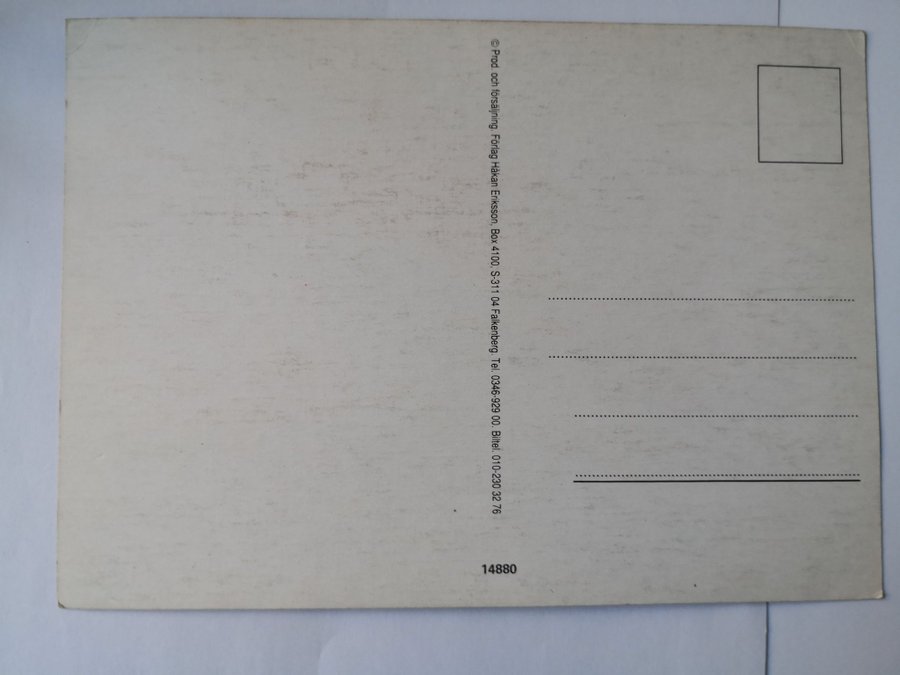 © Prod. och försäljning. Förlag Håkan Eriksson, Box 4100, S-311 04 Falkenberg. Tel. 0346-929 00. Biltel. 010-230 32 76
14880